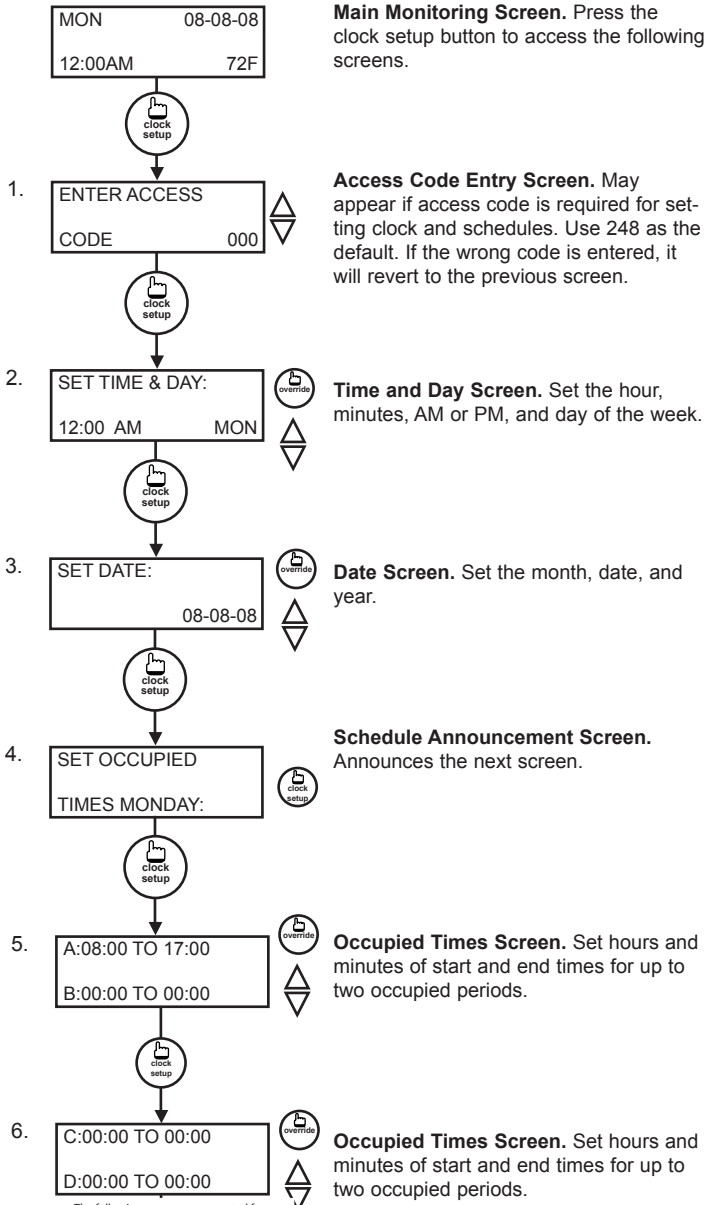 MON 08-08-08
12:00AM 72F
Main Monitoring Screen. Press the
clock setup button to access the following
screens.
clock
setup
1.
ENTER ACCESS
CODE 000
Access Code Entry Screen. May
appear if access code is required for set-
ting clock and schedules. Use 248 as the
default. If the wrong code is entered, it
will revert to the previous screen.
clock
setup
2.
SET TIME & DAY:
12:00 AM MON
override
Time and Day Screen. Set the hour,
minutes, AM or PM, and day of the week.
clock
setup
3.
SET DATE:
08-08-08
override
Date Screen. Set the month, date, and
year.
clock
setup
4.
SET OCCUPIED
TIMES MONDAY:
clock
setup
Schedule Announcement Screen.
Announces the next screen.
clock
setup
5.
A:08:00 TO 17:00
B:00:00 TO 00:00
override
Occupied Times Screen. Set hours and
minutes of start and end times for up to
two occupied periods.
clock
setup
6.
C:00:00 TO 00:00
D:00:00 TO 00:00
override
Occupied Times Screen. Set hours and
minutes of start and end times for up to
two occupied periods.